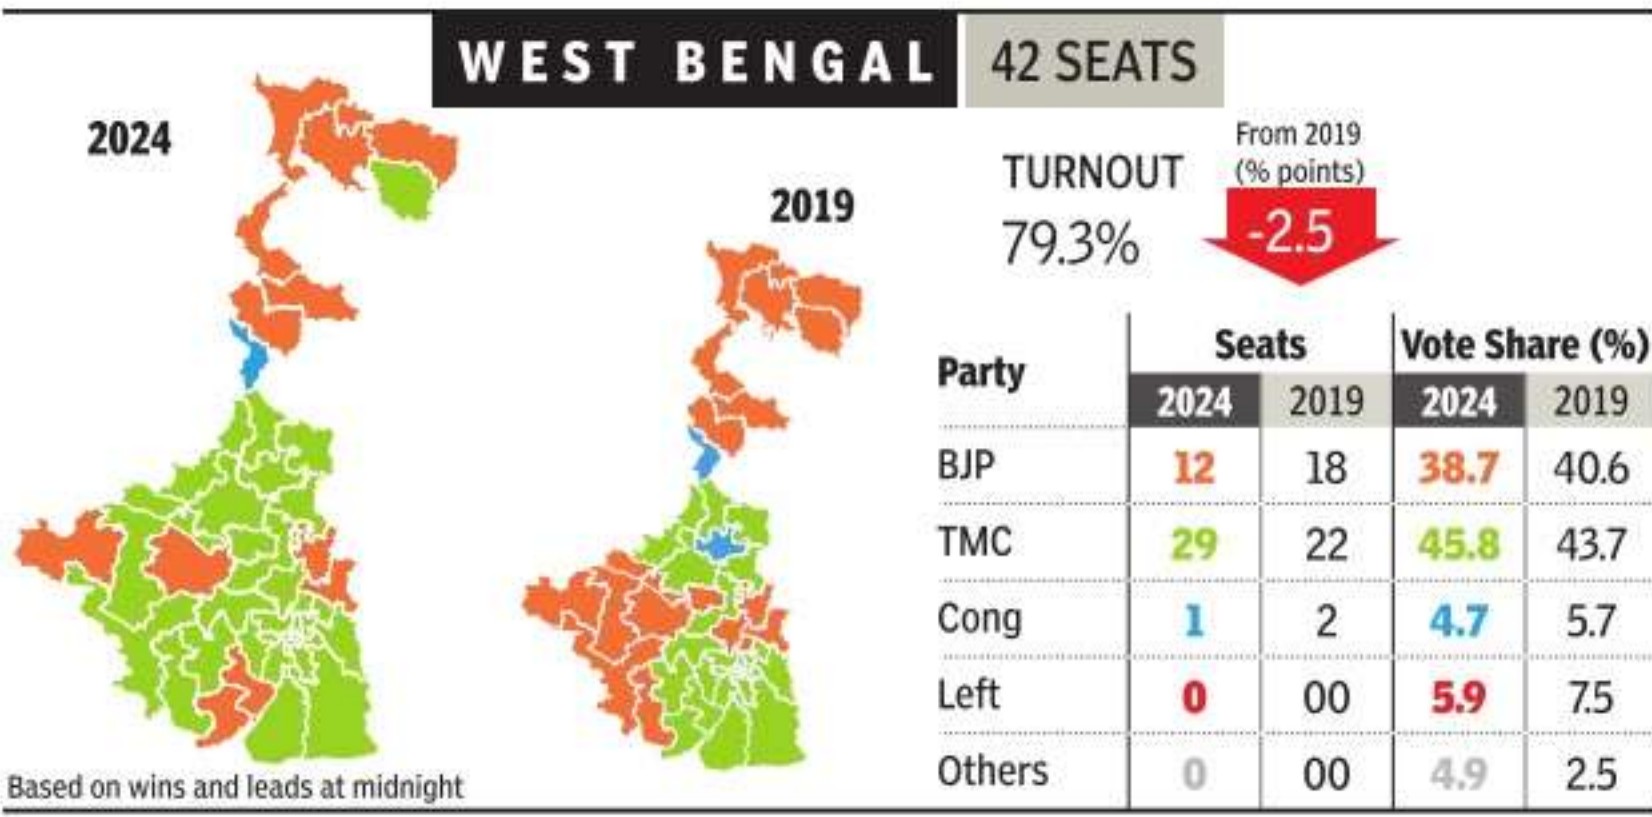 WEST BENGAL 42 SEATS
2024
2019
From 2019
(% points)
TURNOUT
79.3%
-2.5
Party Seats Vote Share (%)
2024 2019 2024 2019
BJP 12 18 38.7 40.6
TMC 29 22 45.8 43.7
Cong 1 2 4.7 5.7
Left 0 00 5.9 7.5
Others 0 00 4.9 2.5
Based on wins and leads at midnight